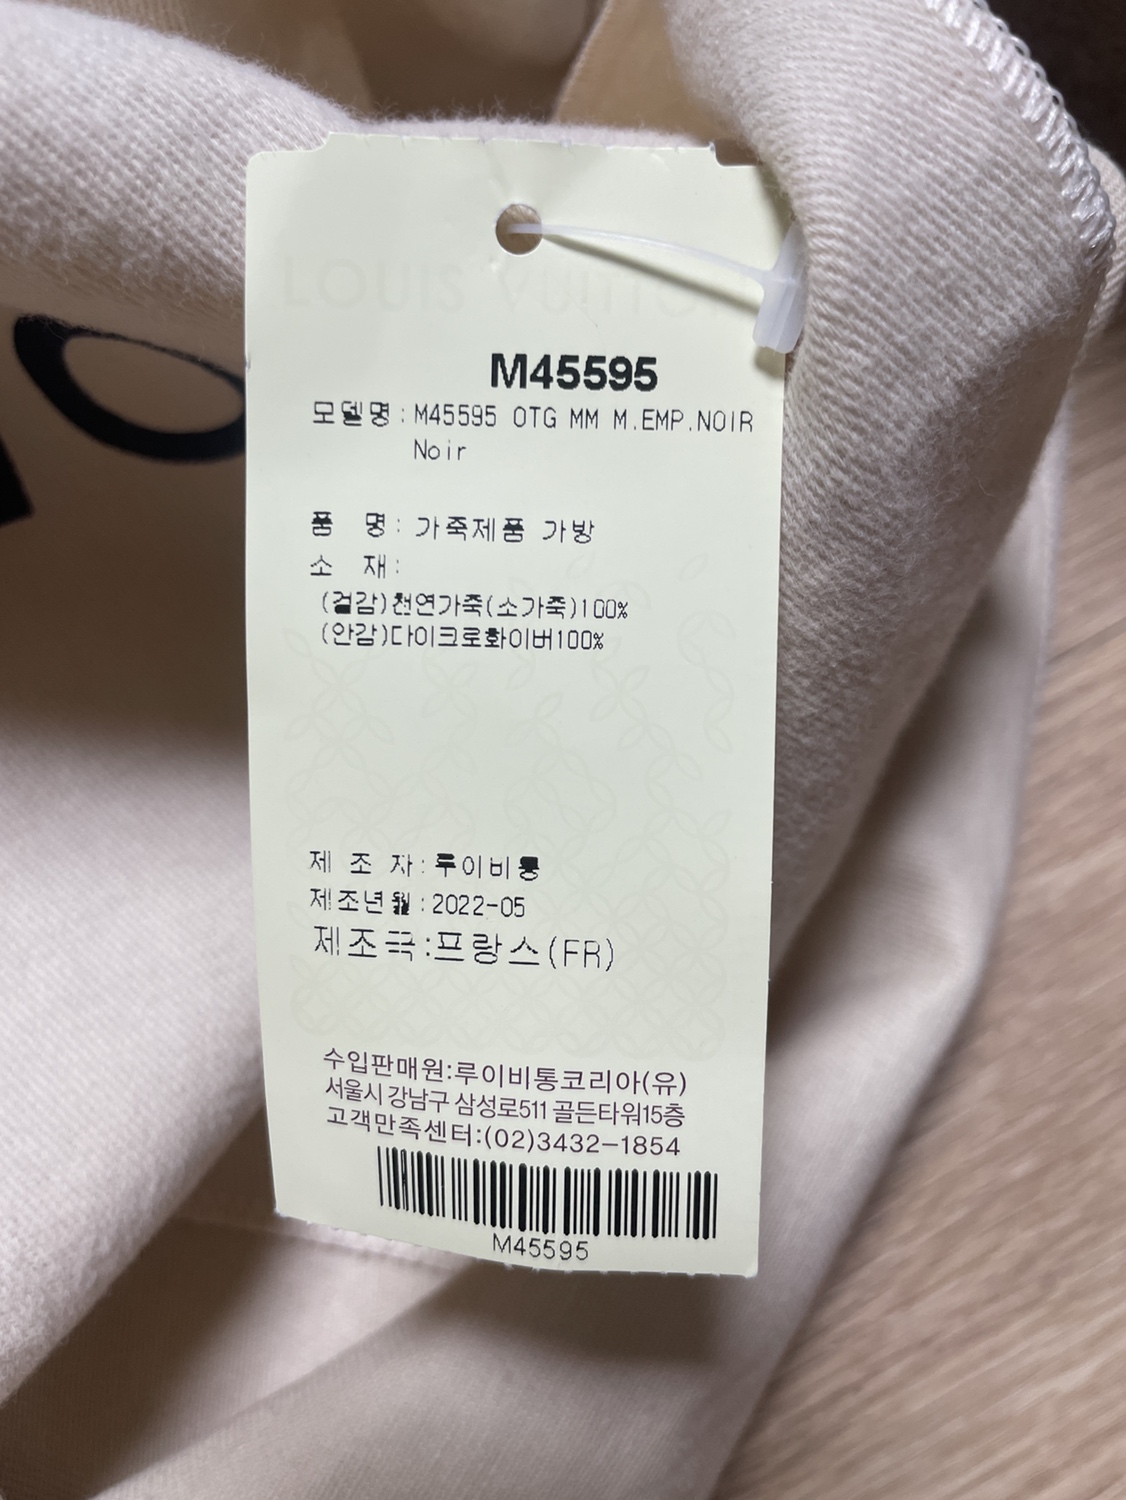 LOUIS VUITTON
M45595
모델명:M45595 OTG MM M.EMP.NOIR
Noir
품 명: 가죽제품 가방
소 재:
(겉감)천연가죽(소가죽)100%
(안감)다이크로화이버100%
제 조 자:루이비통
제조년월:2022-05
제조국:프랑스(FR)
수입판매원:루이비통코리아(유)
서울시 강남구 삼성로511 골든타워15층
고객만족센터:(02)3432-1854
M45595